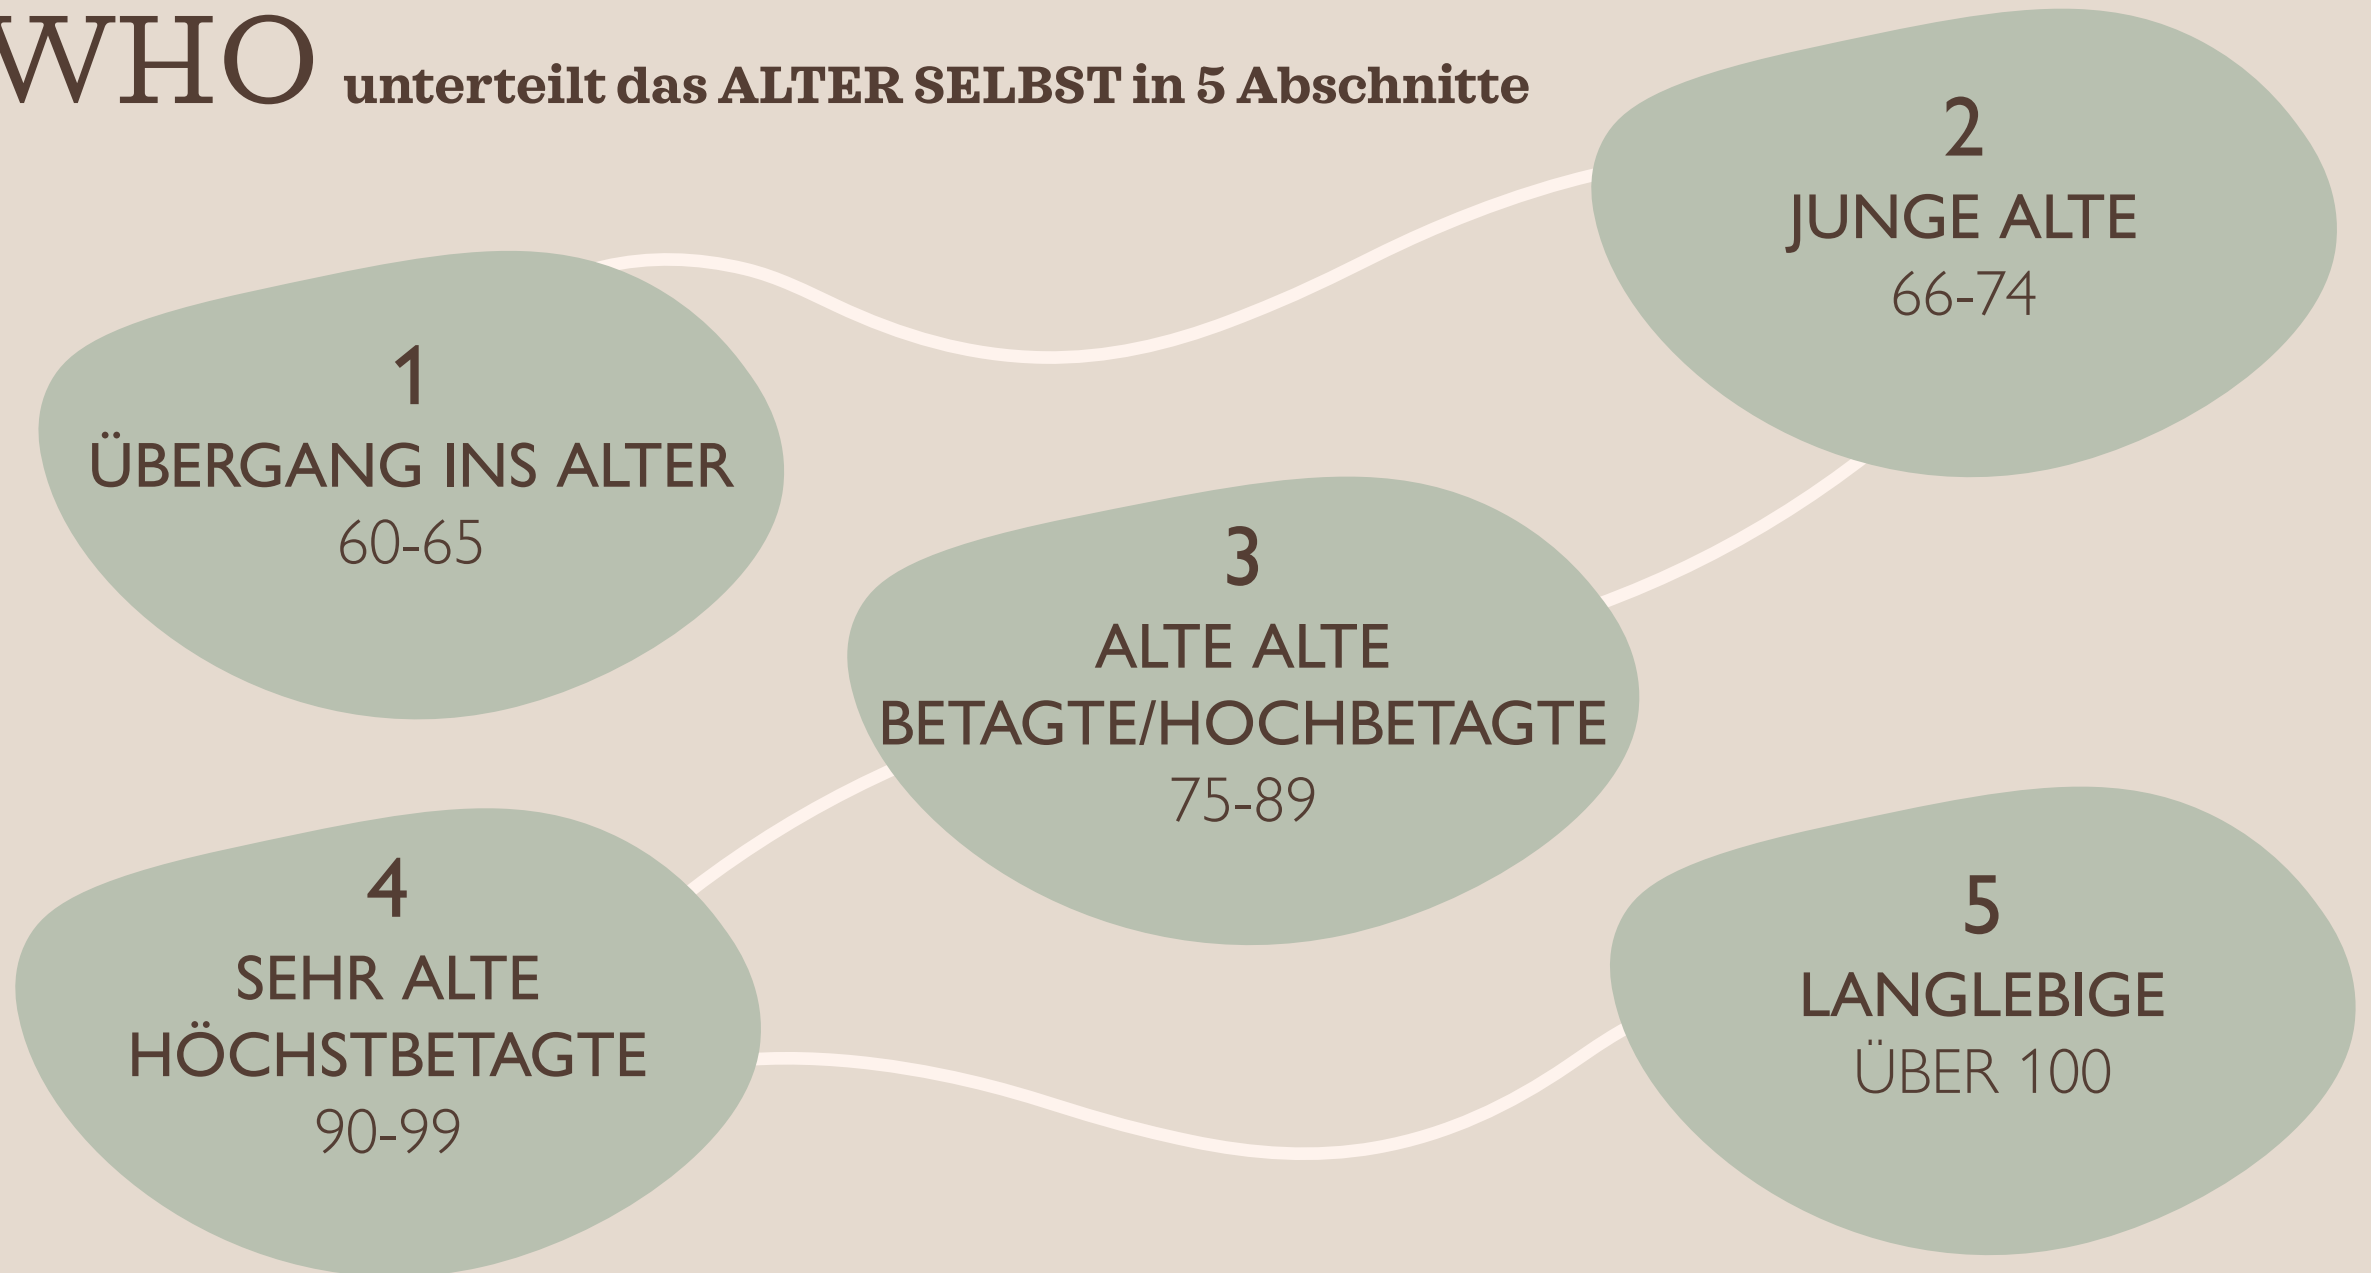 WHO unterteilt das ALTER SELBST in 5 Abschnitte
1
ÜBERGANG INS ALTER
60-65
2
JUNGE ALTE
66-74
3
ALTE ALTE
BETAGTE/HOCHBETAGTE
75-89
4
SEHR ALTE
HÖCHSTBETAGTE
90-99
5
LANGLEBIGE
ÜBER 100